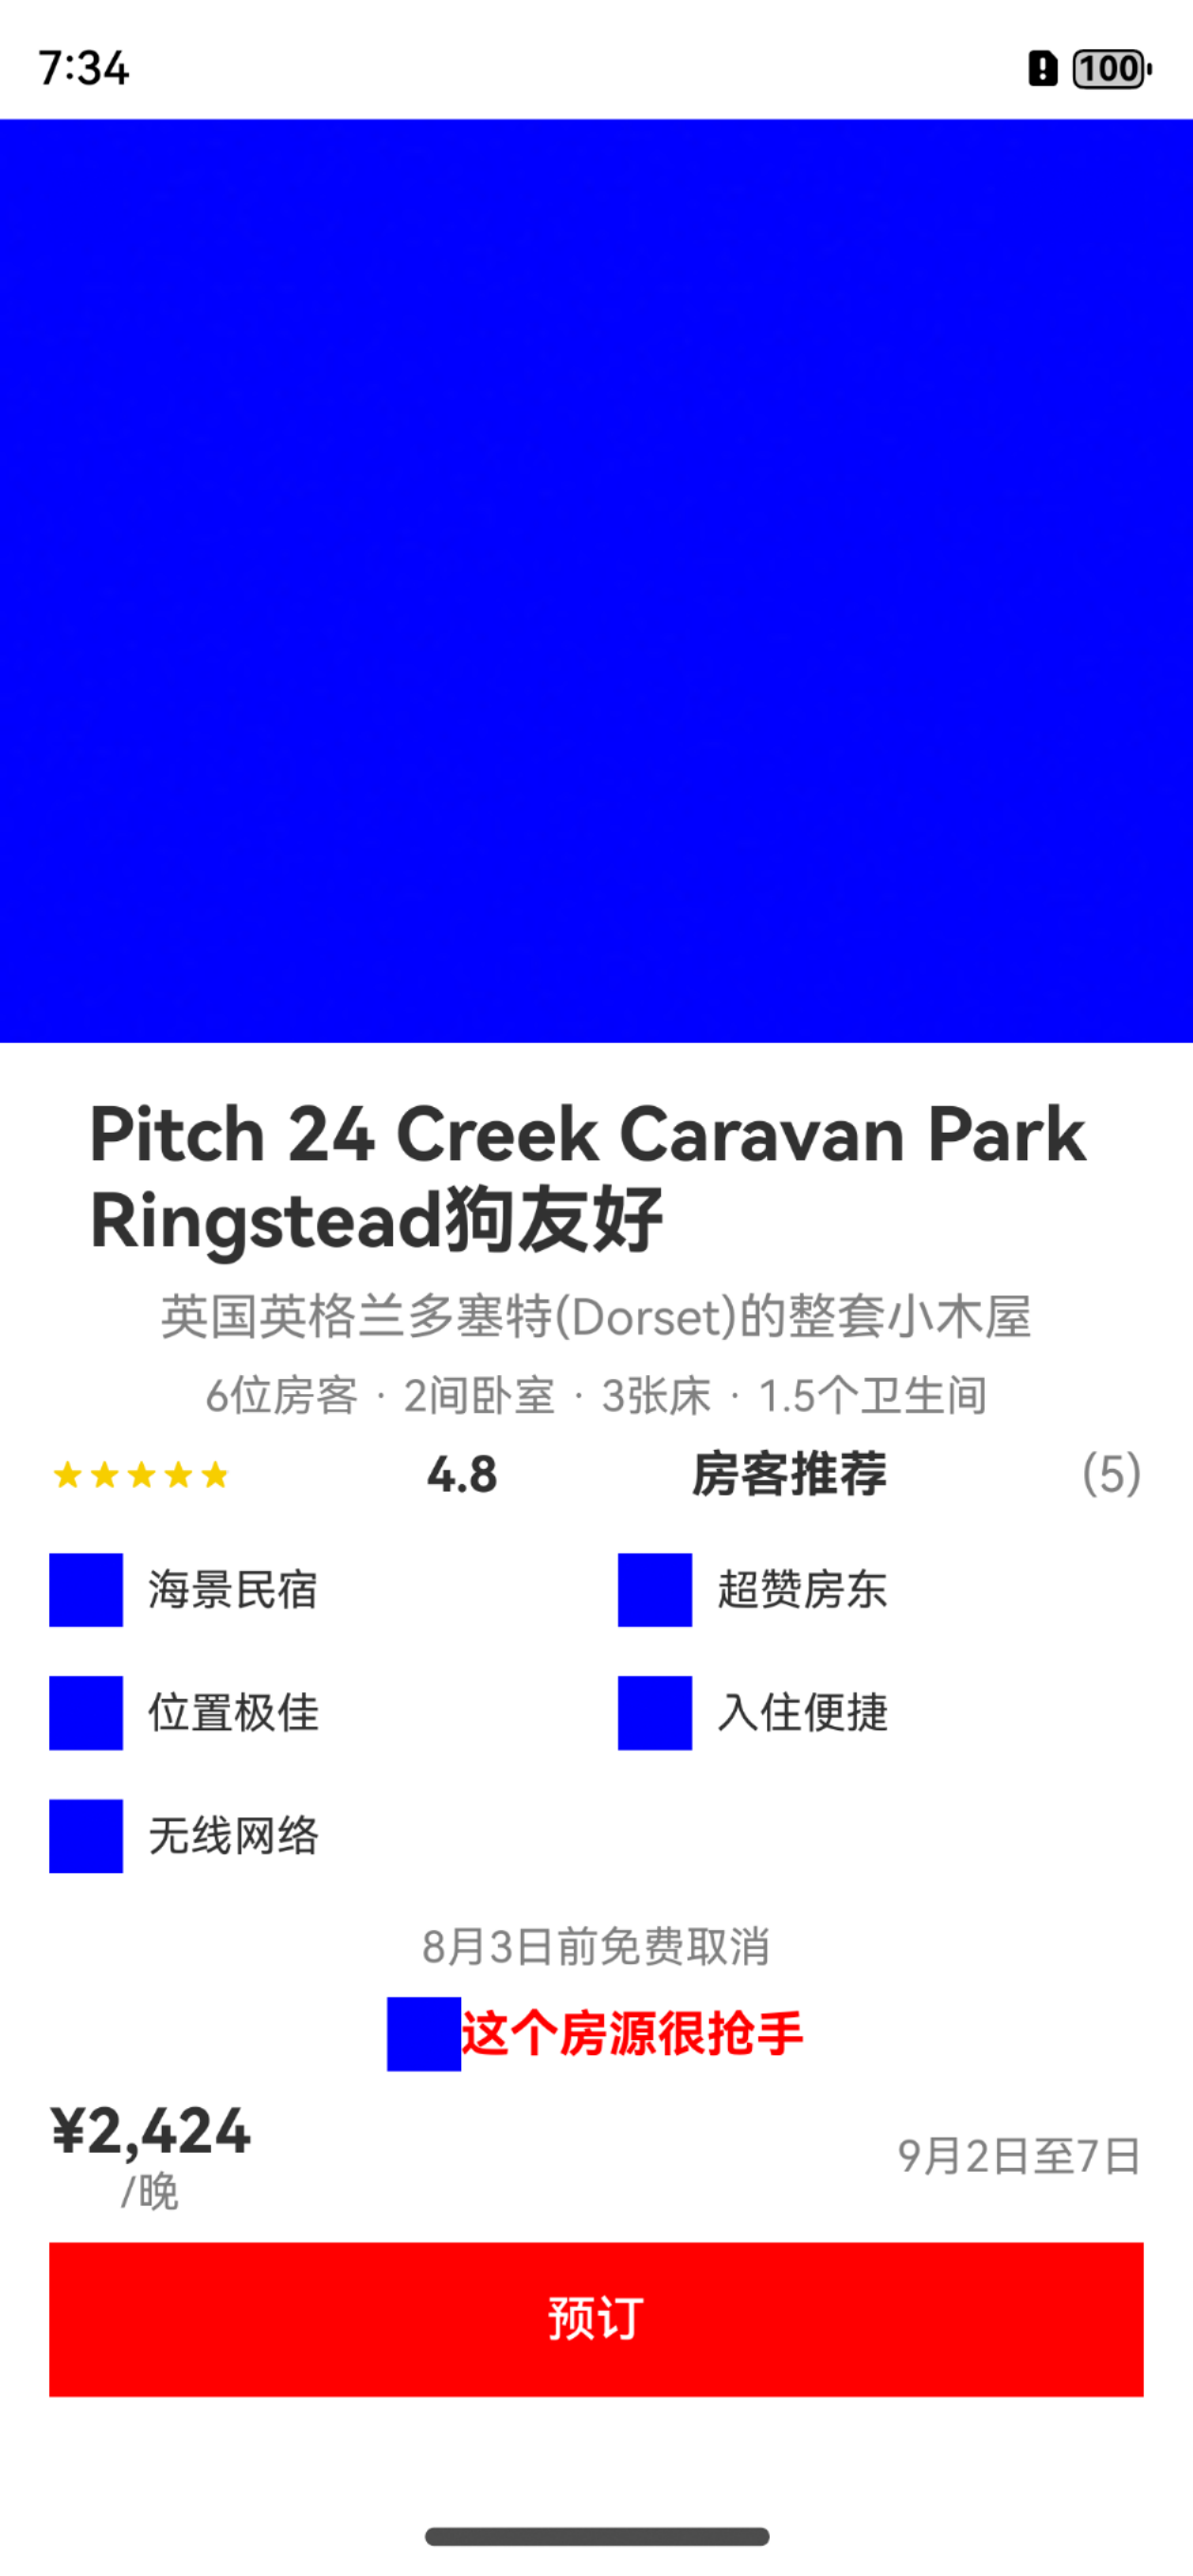 7:34
100
Pitch 24 Creek Caravan Park
Ringstead狗友好
英国英格兰多塞特(Dorset)的整套小木屋
6位房客 · 2间卧室 · 3张床 · 1.5个卫生间
4.8 房客推荐 (5)
海景民宿 超赞房东
位置极佳 入住便捷
无线网络
8月3日前免费取消
这个房源很抢手
¥2,424
/晚
9月2日至7日
预订